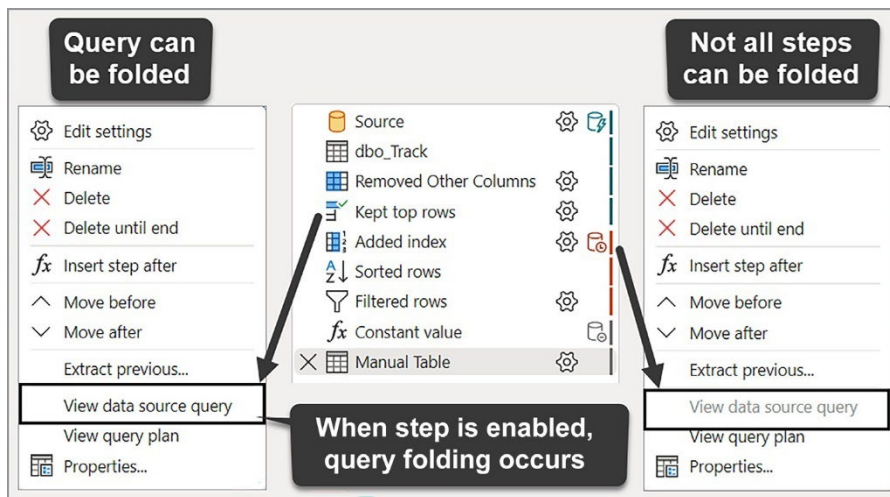 Query can
be folded
Edit settings
Rename
Delete
Delete until end
fx Insert step after
Move before
Move after
Extract previous...
View data source query
View query plan
Properties...
Source
dbo_Track
Removed Other Columns
Kept top rows
Added index
Sorted rows
Filtered rows
fx Constant value
Manual Table
When step is enabled,
query folding occurs
Not all steps
can be folded
Edit settings
Rename
Delete
Delete until end
fx Insert step after
Move before
Move after
Extract previous...
View data source query
View query plan
Properties...